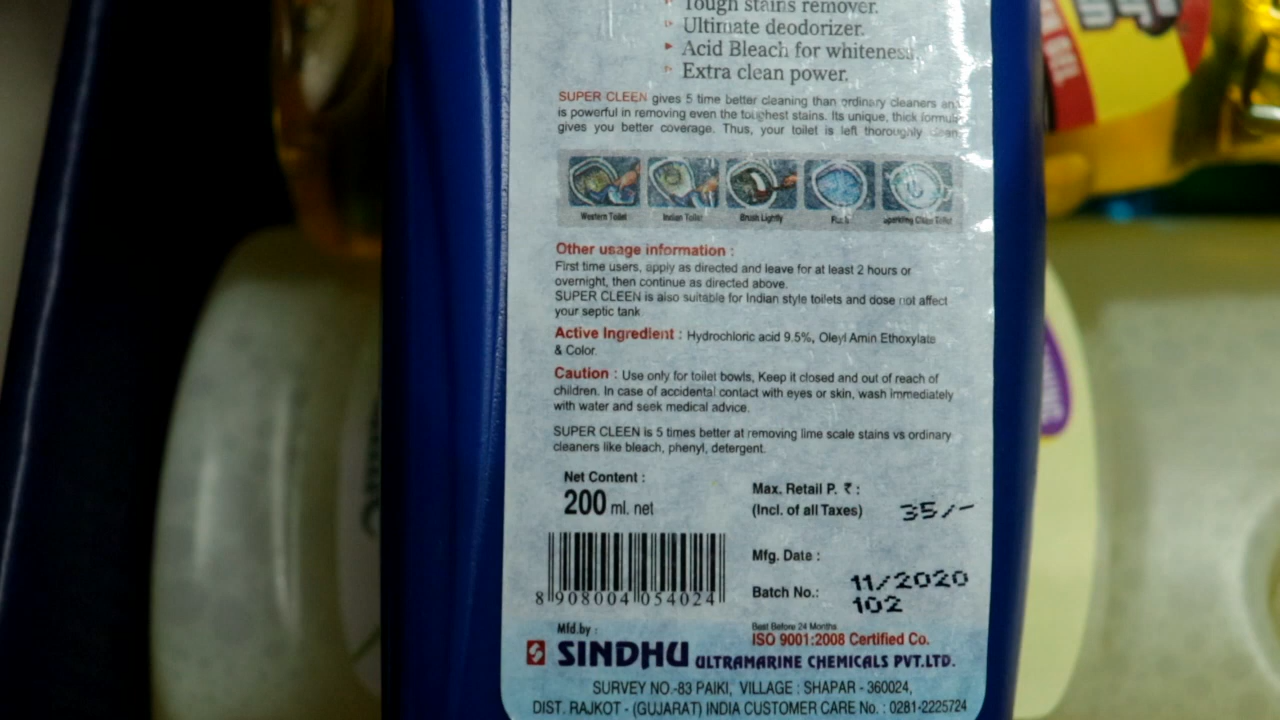 Tough stains remover.
Ultimate deodorizer.
Acid Bleach for whiteness
Extra clean power.
SUPER CLEEN gives 5 time better cleaning than ordinary cleaners
is powerful in removing even the toughest stains. Its unique, thick
gives you better coverage. Thus, your toilet is left thoroughly clean
Western Toilet Indian Toilet Brush Lightly Sparkling Clean Toilet
Other usage information :
First time users, apply as directed and leave for at least 2 hours or
overnight, then continue as directed above.
SUPER CLEEN is also suitable for Indian style toilets and dose not affect
your septic tank
Active Ingredient : Hydrochloric acid 9.5%, Oleyl Amin Ethoxylate
& Color.
Caution : Use only for toilet bowls, Keep it closed and out of reach of
children. In case of accidental contact with eyes or skin, wash immediately
with water and seek medical advice.
SUPER CLEEN is 5 times better at removing lime scale stains vs ordinary
cleaners like bleach, phenyl, detergent.
Net Content :
200 ml. net
Max. Retail P. ₹ :
(Incl. of all Taxes) 35/-
Mfg. Date :
11/2020
Batch No.: 102
8 908004 054024
Best Before 24 Months
Mfd.by :
ISO 9001:2008 Certified Co.
SINDHU ULTRAMARINE CHEMICALS PVT.LTD.
SURVEY NO.-83 PAIKI, VILLAGE : SHAPAR - 360024,
DIST. RAJKOT - (GUJARAT) INDIA CUSTOMER CARE No. : 0281-2225724